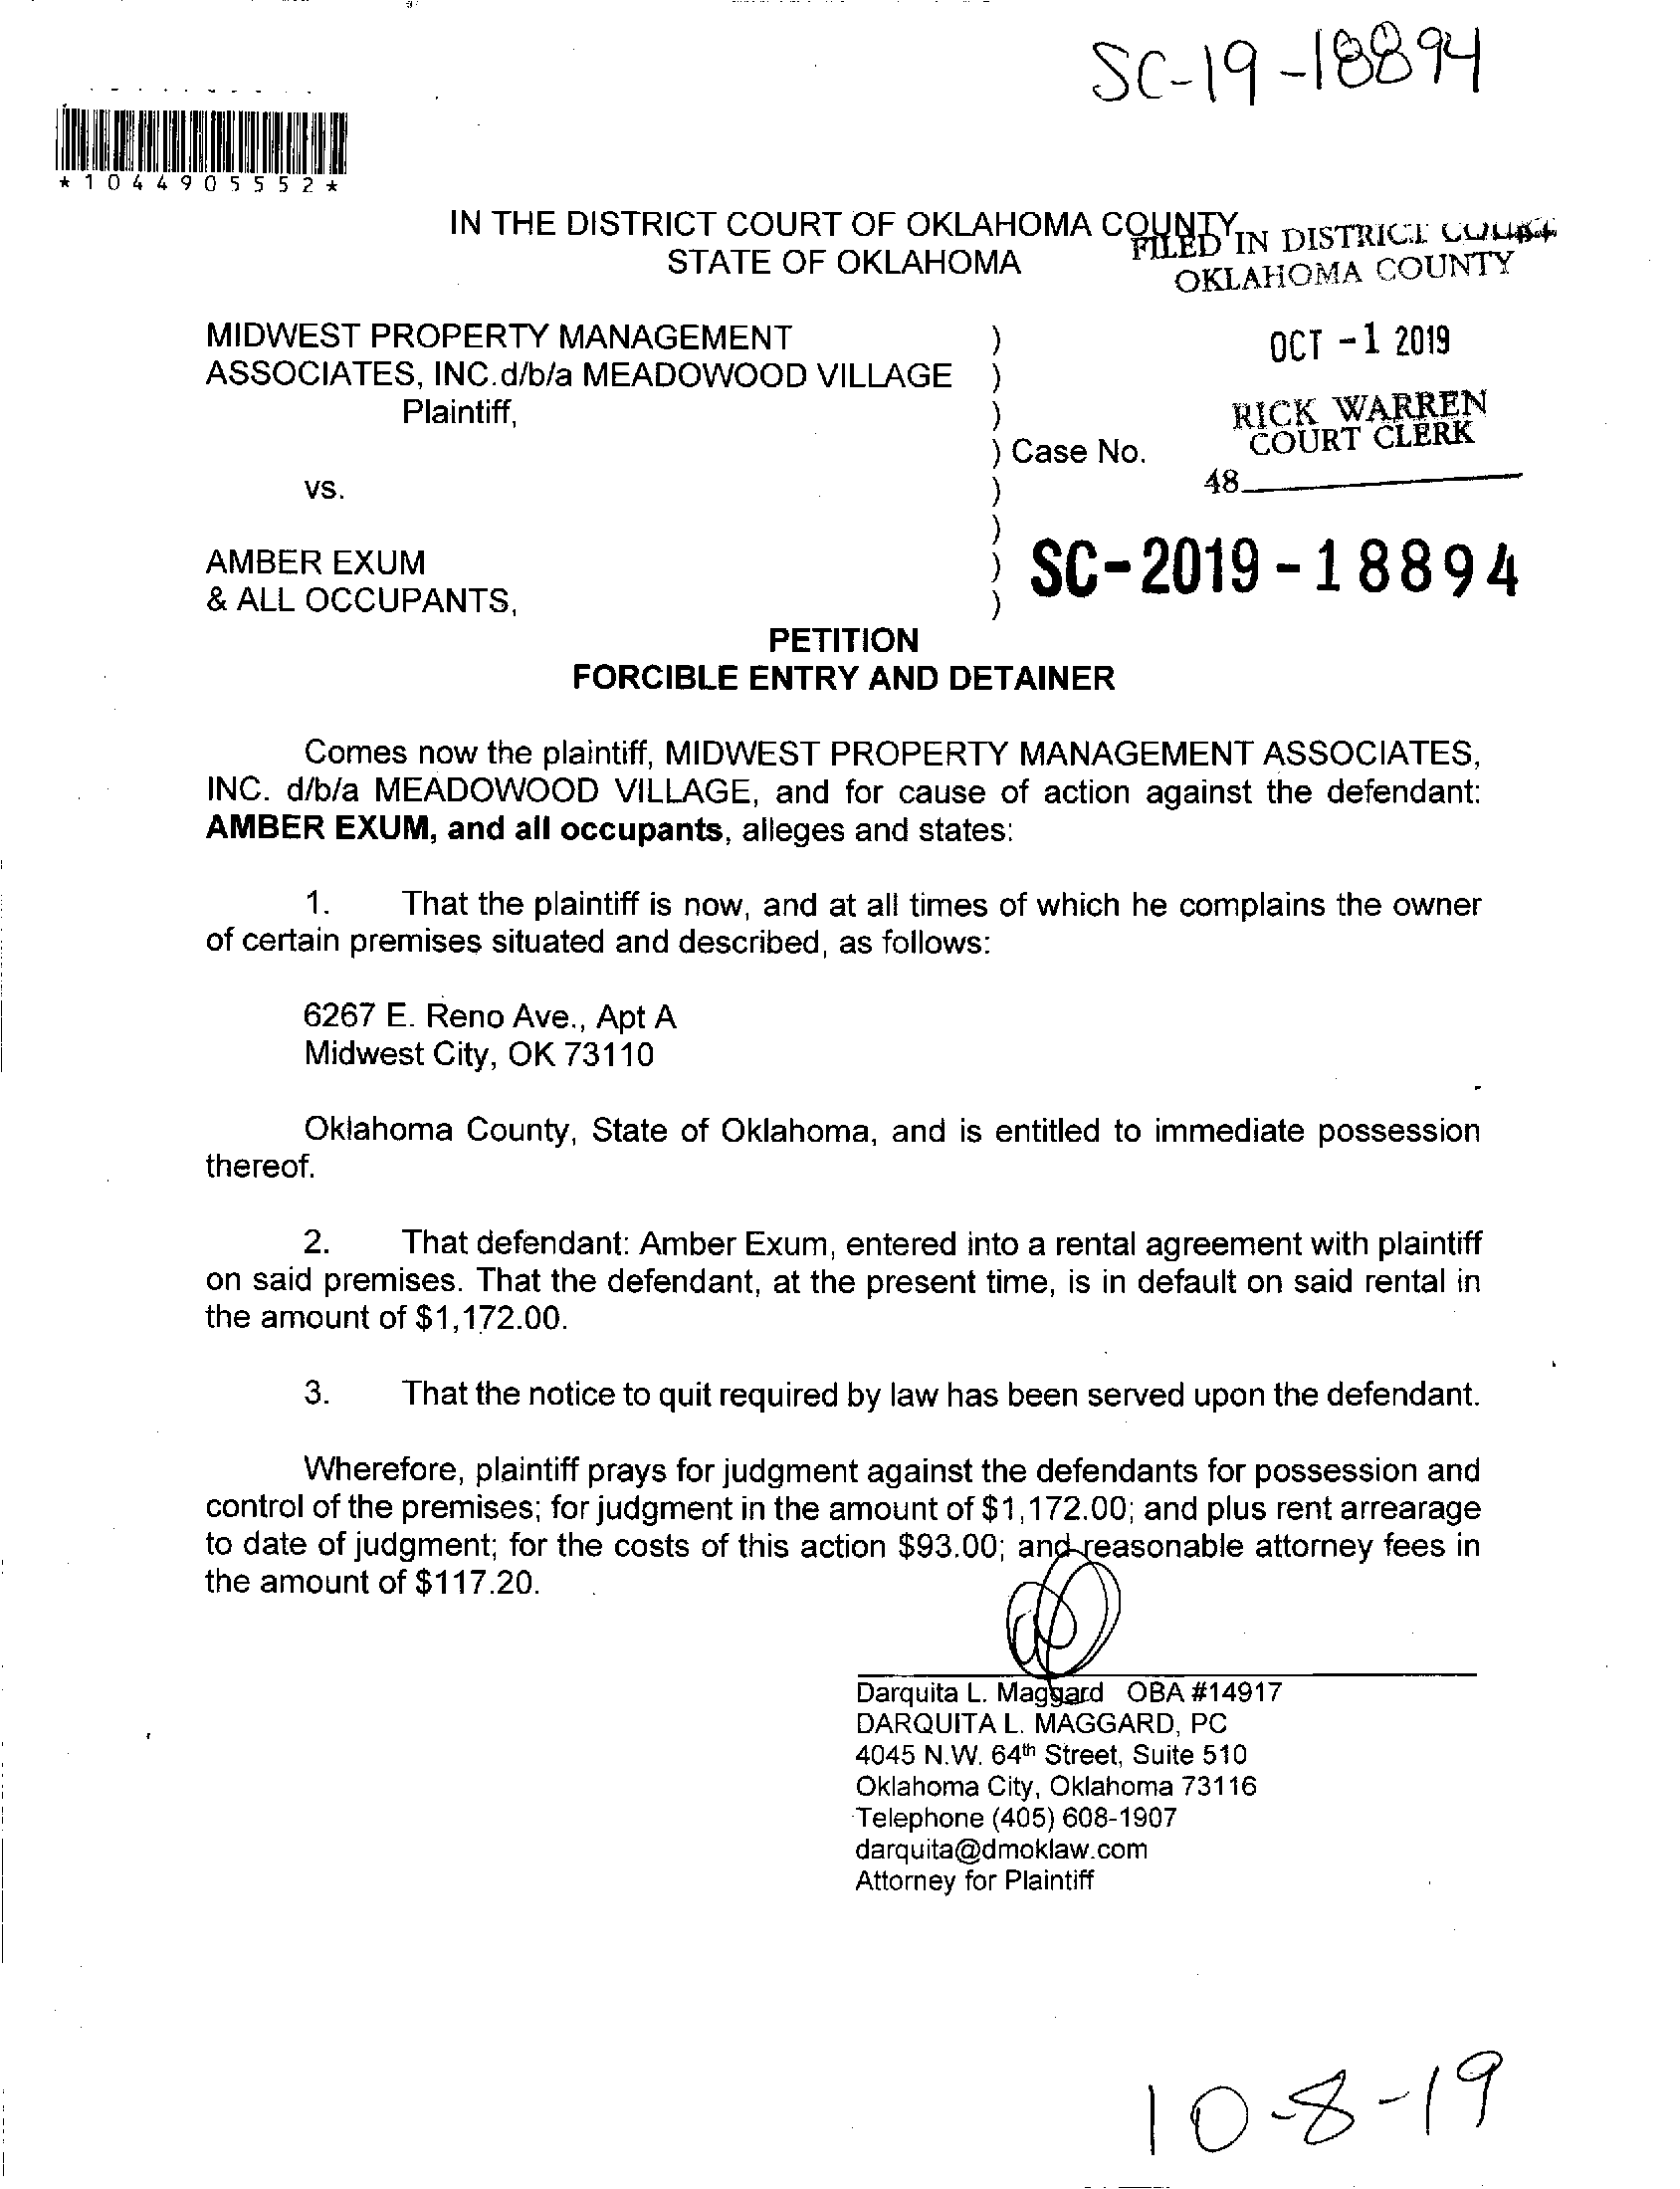 SC-19-18894
*1044905552*
IN THE DISTRICT COURT OF OKLAHOMA COUNTY
STATE OF OKLAHOMA
FILED IN DISTRICT COURT
OKLAHOMA COUNTY
OCT -1 2019
RICK WARREN
COURT CLERK
48
MIDWEST PROPERTY MANAGEMENT )
ASSOCIATES, INC.d/b/a MEADOWOOD VILLAGE )
Plaintiff, )
) Case No.
vs. )
)
AMBER EXUM ) SC-2019-18894
& ALL OCCUPANTS, )
PETITION
FORCIBLE ENTRY AND DETAINER
Comes now the plaintiff, MIDWEST PROPERTY MANAGEMENT ASSOCIATES,
INC. d/b/a MEADOWOOD VILLAGE, and for cause of action against the defendant:
AMBER EXUM, and all occupants, alleges and states:
1. That the plaintiff is now, and at all times of which he complains the owner
of certain premises situated and described, as follows:
6267 E. Reno Ave., Apt A
Midwest City, OK 73110
Oklahoma County, State of Oklahoma, and is entitled to immediate possession
thereof.
2. That defendant: Amber Exum, entered into a rental agreement with plaintiff
on said premises. That the defendant, at the present time, is in default on said rental in
the amount of $1,172.00.
3. That the notice to quit required by law has been served upon the defendant.
Wherefore, plaintiff prays for judgment against the defendants for possession and
control of the premises; for judgment in the amount of $1,172.00; and plus rent arrearage
to date of judgment; for the costs of this action $93.00; and reasonable attorney fees in
the amount of $117.20.
Darquita L. Maggard OBA #14917
DARQUITA L. MAGGARD, PC
4045 N.W. 64th Street, Suite 510
Oklahoma City, Oklahoma 73116
Telephone (405) 608-1907
darquita@dmoklaw.com
Attorney for Plaintiff
10-8-19